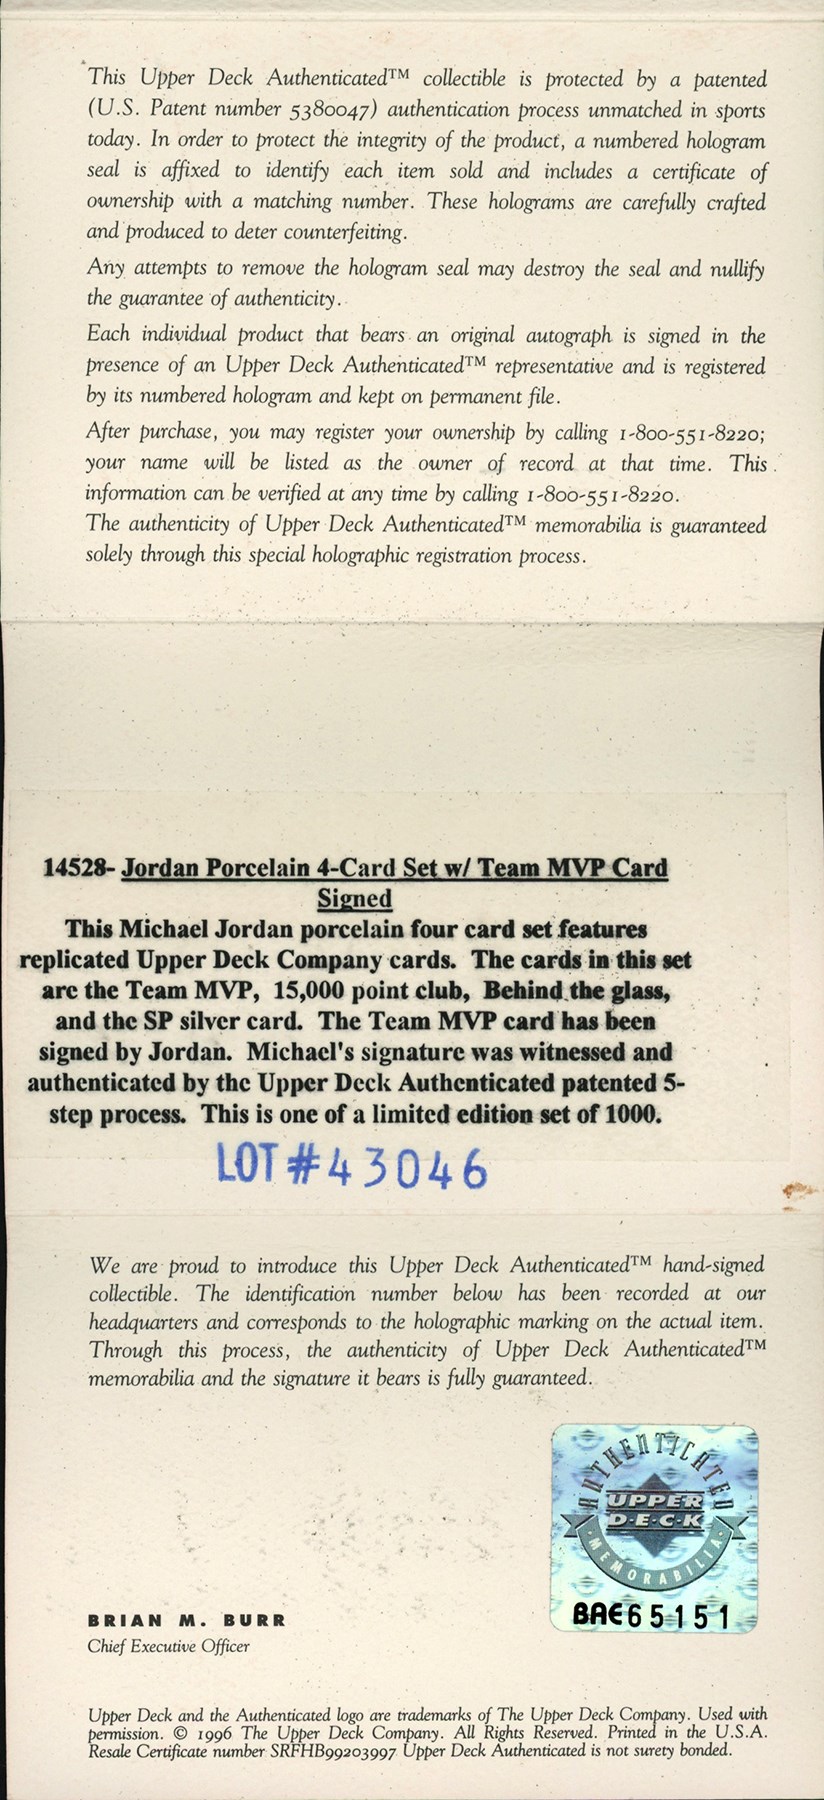 This Upper Deck Authenticated™ collectible is protected by a patented
(U.S. Patent number 5380047) authentication process unmatched in sports
today. In order to protect the integrity of the product, a numbered hologram
seal is affixed to identify each item sold and includes a certificate of
ownership with a matching number. These holograms are carefully crafted
and produced to deter counterfeiting.
Any attempts to remove the hologram seal may destroy the seal and nullify
the guarantee of authenticity.
Each individual product that bears an original autograph is signed in the
presence of an Upper Deck Authenticated™ representative and is registered
by its numbered hologram and kept on permanent file.
After purchase, you may register your ownership by calling 1-800-551-8220;
your name will be listed as the owner of record at that time. This
information can be verified at any time by calling 1-800-551-8220.
The authenticity of Upper Deck Authenticated™ memorabilia is guaranteed
solely through this special holographic registration process.
14528- Jordan Porcelain 4-Card Set w/ Team MVP Card
Signed
This Michael Jordan porcelain four card set features
replicated Upper Deck Company cards. The cards in this set
are the Team MVP, 15,000 point club, Behind the glass,
and the SP silver card. The Team MVP card has been
signed by Jordan. Michael's signature was witnessed and
authenticated by the Upper Deck Authenticated patented 5-
step process. This is one of a limited edition set of 1000.
LOT #43046
We are proud to introduce this Upper Deck Authenticated™ hand-signed
collectible. The identification number below has been recorded at our
headquarters and corresponds to the holographic marking on the actual item.
Through this process, the authenticity of Upper Deck Authenticated™
memorabilia and the signature it bears is fully guaranteed.
AUTHENTICATED
UPPER
D·E·C·K
MEMORABILIA
BAE65151
BRIAN M. BURR
Chief Executive Officer
Upper Deck and the Authenticated logo are trademarks of The Upper Deck Company. Used with
permission. © 1996 The Upper Deck Company. All Rights Reserved. Printed in the U.S.A.
Resale Certificate number SRFHB99203997 Upper Deck Authenticated is not surety bonded.